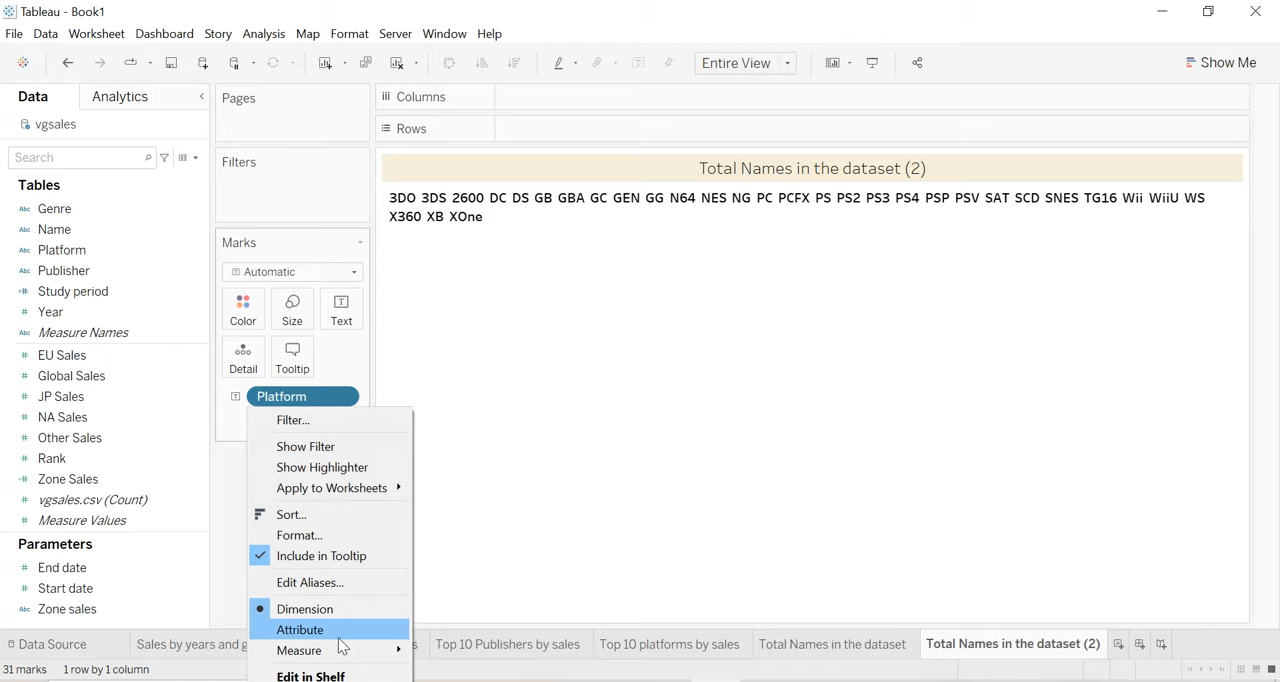 Tableau - Book1
File Data Worksheet Dashboard Story Analysis Map Format Server Window Help
Entire View
Show Me
Data Analytics
Pages
iii Columns
Rows
vgsales
Search
Filters
Total Names in the dataset (2)
3DO 3DS 2600 DC DS GB GBA GC GEN GG N64 NES NG PC PCFX PS PS2 PS3 PS4 PSP PSV SAT SCD SNES TG16 Wii WiiU WS
X360 XB XOne
Tables
Abc Genre
Abc Name
Abc Platform
Abc Publisher
# Study period
# Year
Abc Measure Names
# EU Sales
# Global Sales
# JP Sales
# NA Sales
# Other Sales
# Rank
# Zone Sales
# vgsales.csv (Count)
# Measure Values
Parameters
# End date
# Start date
Abc Zone sales
Marks
T Automatic
Color Size Text
Detail Tooltip
T Platform
Filter...
Show Filter
Show Highlighter
Apply to Worksheets
Sort...
Format...
Include in Tooltip
Edit Aliases...
Dimension
Attribute
Measure
Edit in Shelf
Data Source Sales by years and g s Top 10 Publishers by sales Top 10 platforms by sales Total Names in the dataset Total Names in the dataset (2)
31 marks 1 row by 1 column